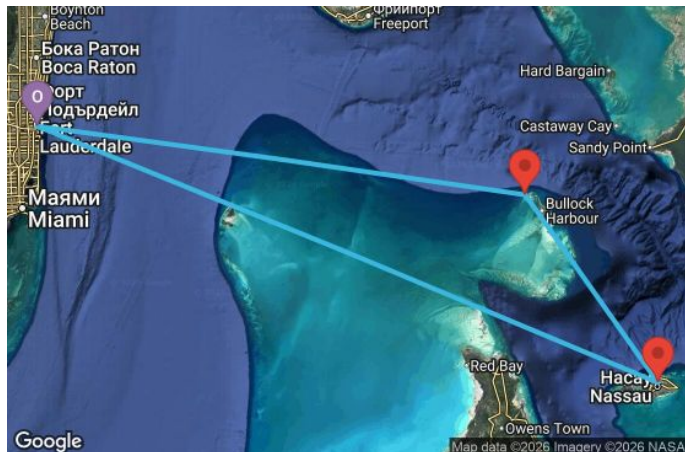 Boynton
Beach
Фрийпорт
Freeport
Бока Ратон
Boca Raton
Hard Bargain
O
Форт
Лодърдейл
Fort
Lauderdale
Castaway Cay
Sandy Point
Маями
Miami
Bullock
Harbour
Red Bay
Насау
Nassau
Owens Town
Google
Map data ©2026 Imagery ©2026 NASA